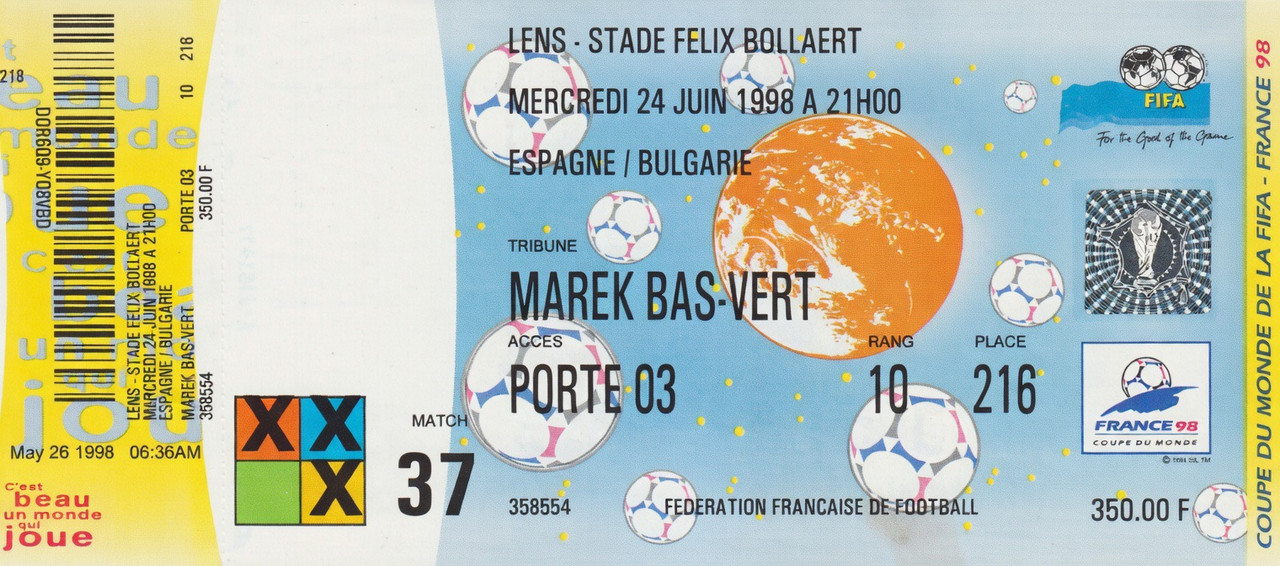 218
10 218
DOR609-YO8VBD
LENS - STADE FELIX BOLLAERT
MERCREDI 24 JUIN 1998 A 21H00
ESPAGNE / BULGARIE
MAREK BAS-VERT PORTE 03
358554 350.00 F
May 26 1998 06:36AM
C'est
beau
un monde
qui
joue
X X
X
MATCH
37
LENS - STADE FELIX BOLLAERT
MERCREDI 24 JUIN 1998 A 21H00
ESPAGNE / BULGARIE
TRIBUNE
MAREK BAS-VERT
ACCES RANG PLACE
PORTE 03 10 216
358554 FEDERATION FRANCAISE DE FOOTBALL 350.00 F
FIFA
For the Good of the Game
FRANCE 98
COUPE DU MONDE
COUPE DU MONDE DE LA FIFA - FRANCE 98